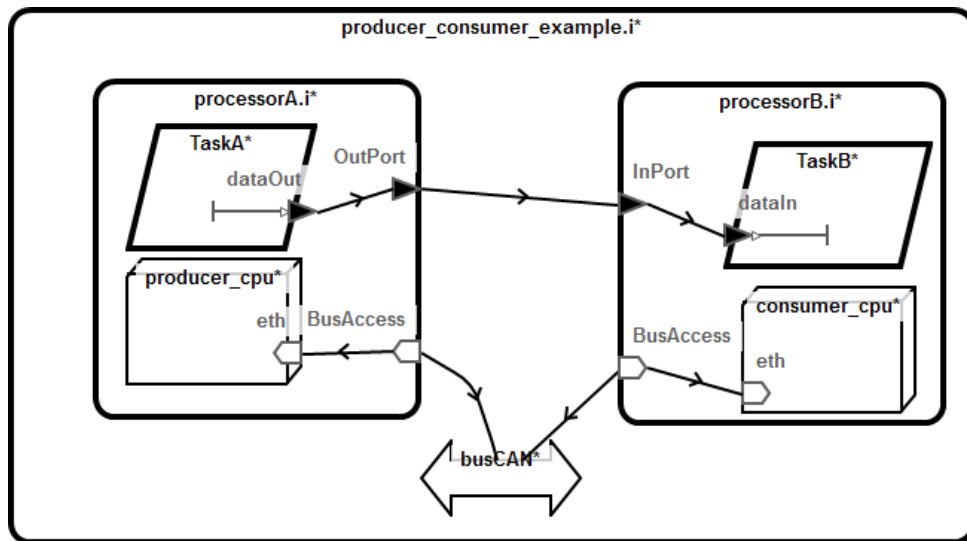 producer_consumer_example.i*
processorA.i*
TaskA*
dataOut
OutPort
producer_cpu*
eth
BusAccess
processorB.i*
InPort
TaskB*
dataIn
BusAccess
consumer_cpu*
eth
busCAN*